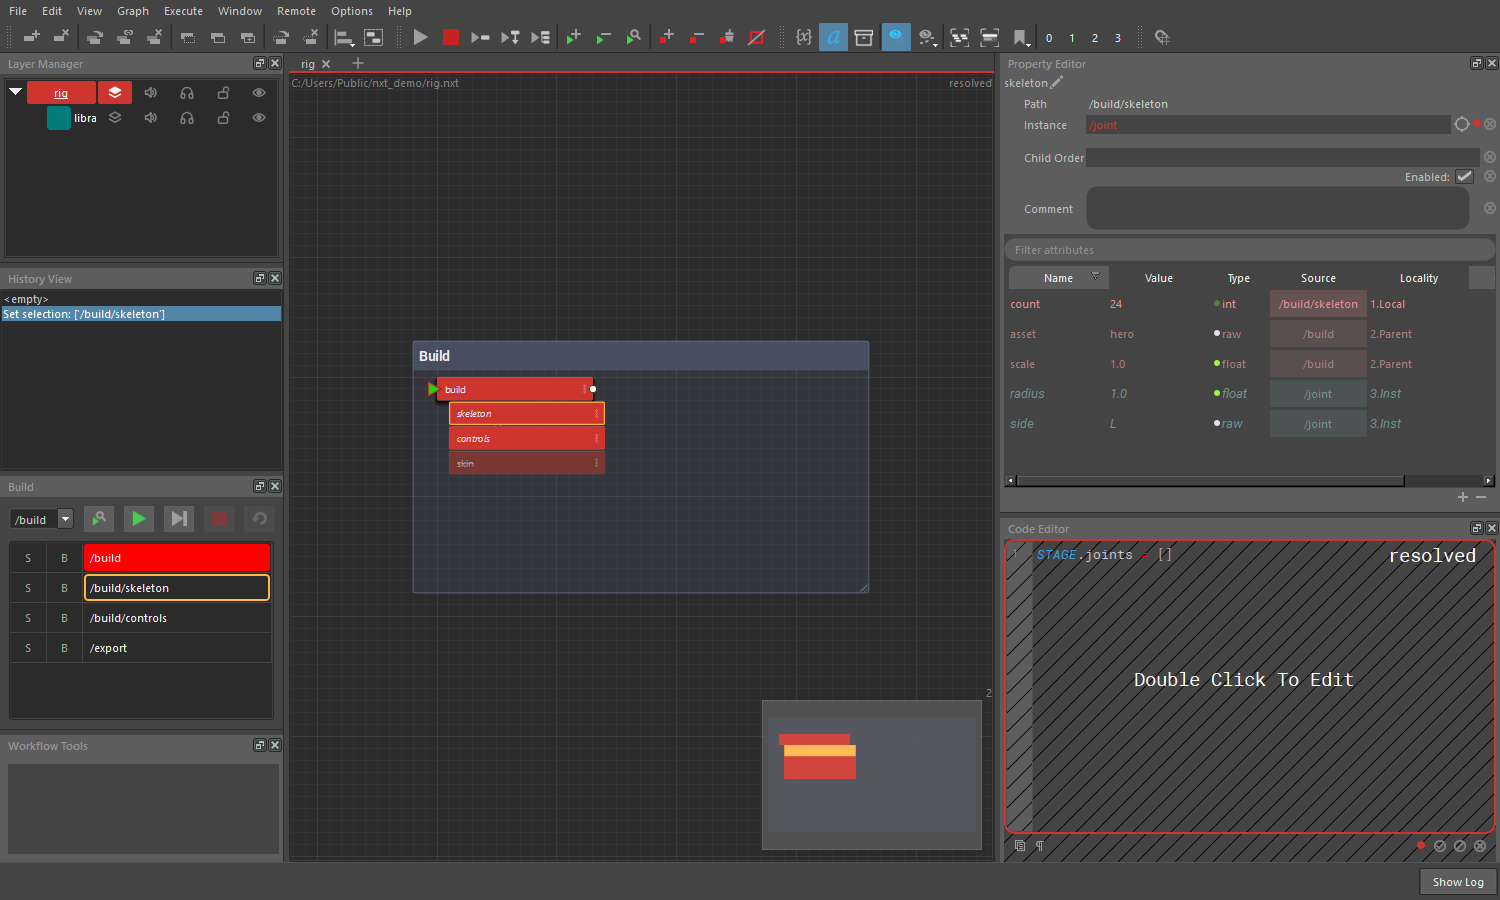 File Edit View Graph Execute Window Remote Options Help
0 1 2 3
Layer Manager
rig
libra
History View
<empty>
Set selection: ['/build/skeleton']
Build
/build
S B /build
S B /build/skeleton
S B /build/controls
S B /export
Workflow Tools
rig
C:/Users/Public/nxt_demo/rig.nxt
resolved
Build
build
skeleton
controls
skin
2
Property Editor
skeleton
Path /build/skeleton
Instance /joint
Child Order
Enabled:
Comment
Filter attributes
Name Value Type Source Locality
count 24 int /build/skeleton 1.Local
asset hero raw /build 2.Parent
scale 1.0 float /build 2.Parent
radius 1.0 float /joint 3.Inst
side L raw /joint 3.Inst
Code Editor
1 STAGE.joints = []
resolved
Double Click To Edit
Show Log